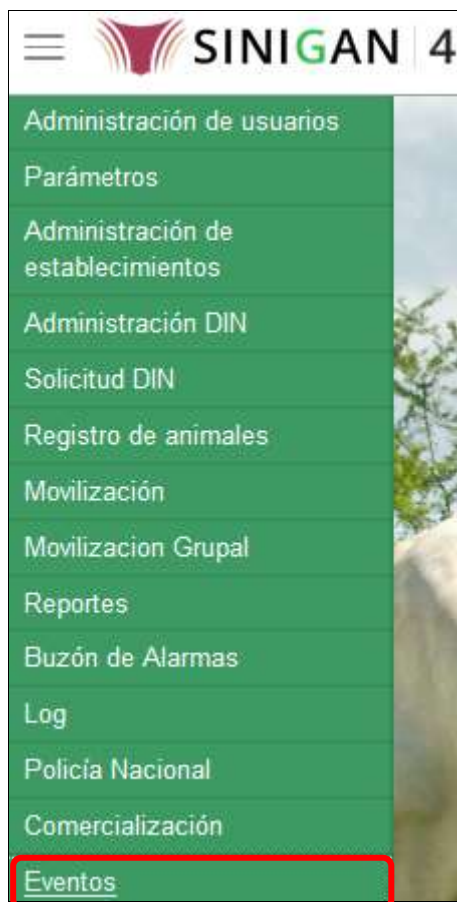 SINIGAN 4
Administración de usuarios
Parámetros
Administración de
establecimientos
Administración DIN
Solicitud DIN
Registro de animales
Movilización
Movilizacion Grupal
Reportes
Buzón de Alarmas
Log
Policía Nacional
Comercialización
Eventos